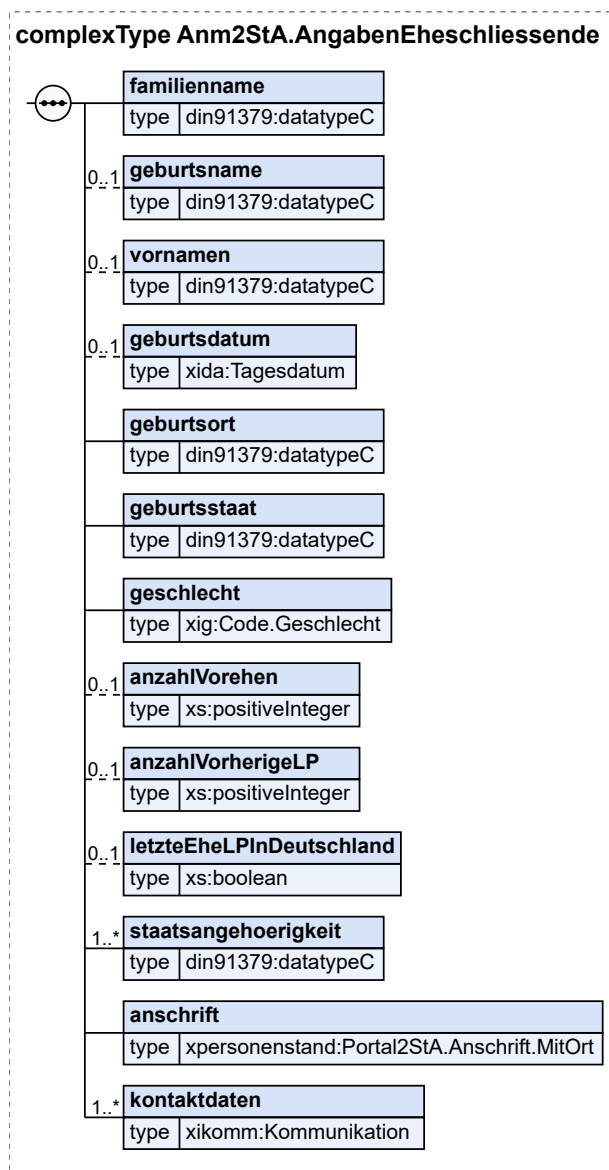 complexType Anm2StA.AngabenEheschliessende
familienname
type din91379:datatypeC
0..1 geburtsname
type din91379:datatypeC
0..1 vornamen
type din91379:datatypeC
0..1 geburtsdatum
type xida:Tagesdatum
geburtsort
type din91379:datatypeC
geburtsstaat
type din91379:datatypeC
geschlecht
type xig:Code.Geschlecht
0..1 anzahlVorehen
type xs:positiveInteger
0..1 anzahlVorherigeLP
type xs:positiveInteger
0..1 letzteEheLPInDeutschland
type xs:boolean
1..* staatsangehoerigkeit
type din91379:datatypeC
anschrift
type xpersonenstand:Portal2StA.Anschrift.MitOrt
1..* kontaktdaten
type xikomm:Kommunikation